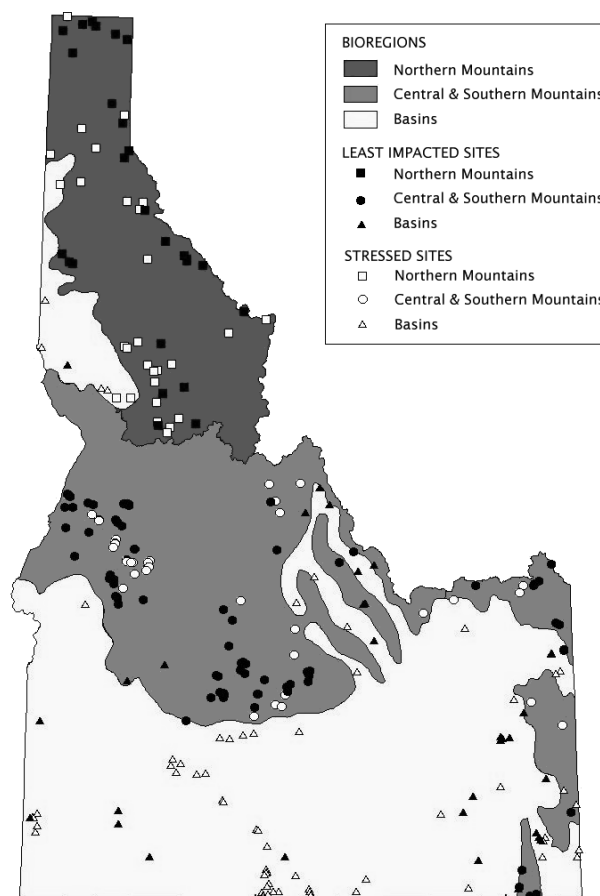 BIOREGIONS
Northern Mountains
Central & Southern Mountains
Basins
LEAST IMPACTED SITES
Northern Mountains
Central & Southern Mountains
Basins
STRESSED SITES
Northern Mountains
Central & Southern Mountains
Basins